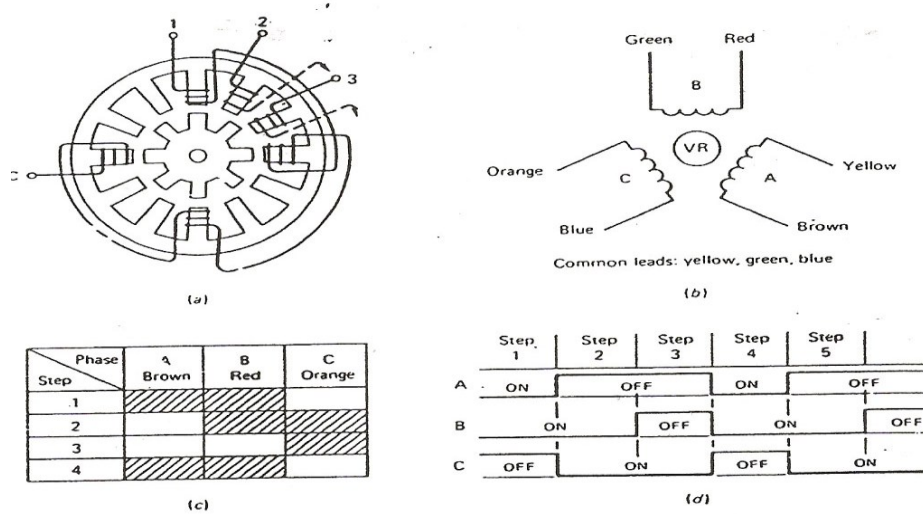 1
2
3
C
(a)
Green
Red
B
VR
Orange
C
A
Yellow
Blue
Brown
Common leads: yellow, green, blue
(b)
Phase
Step
A
Brown
B
Red
C
Orange
1
2
3
4
(c)
Step 1
Step 2
Step 3
Step 4
Step 5
A ON OFF ON OFF
B ON OFF ON OFF
C OFF ON OFF ON
(d)